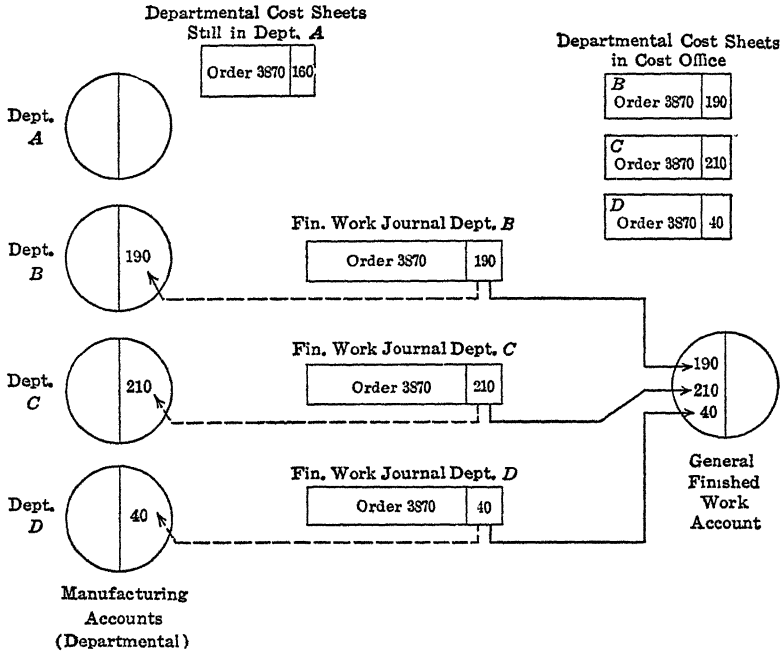 Departmental Cost Sheets
Still in Dept. A
Order 3870 160
Departmental Cost Sheets
in Cost Office
B
Order 3870 190
C
Order 3870 210
D
Order 3870 40
Dept.
A
Dept.
B
190
Fin. Work Journal Dept. B
Order 3870 190
Dept.
C
210
Fin. Work Journal Dept. C
Order 3870 210
Dept.
D
40
Fin. Work Journal Dept. D
Order 3870 40
190
210
40
General
Finished
Work
Account
Manufacturing
Accounts
(Departmental)